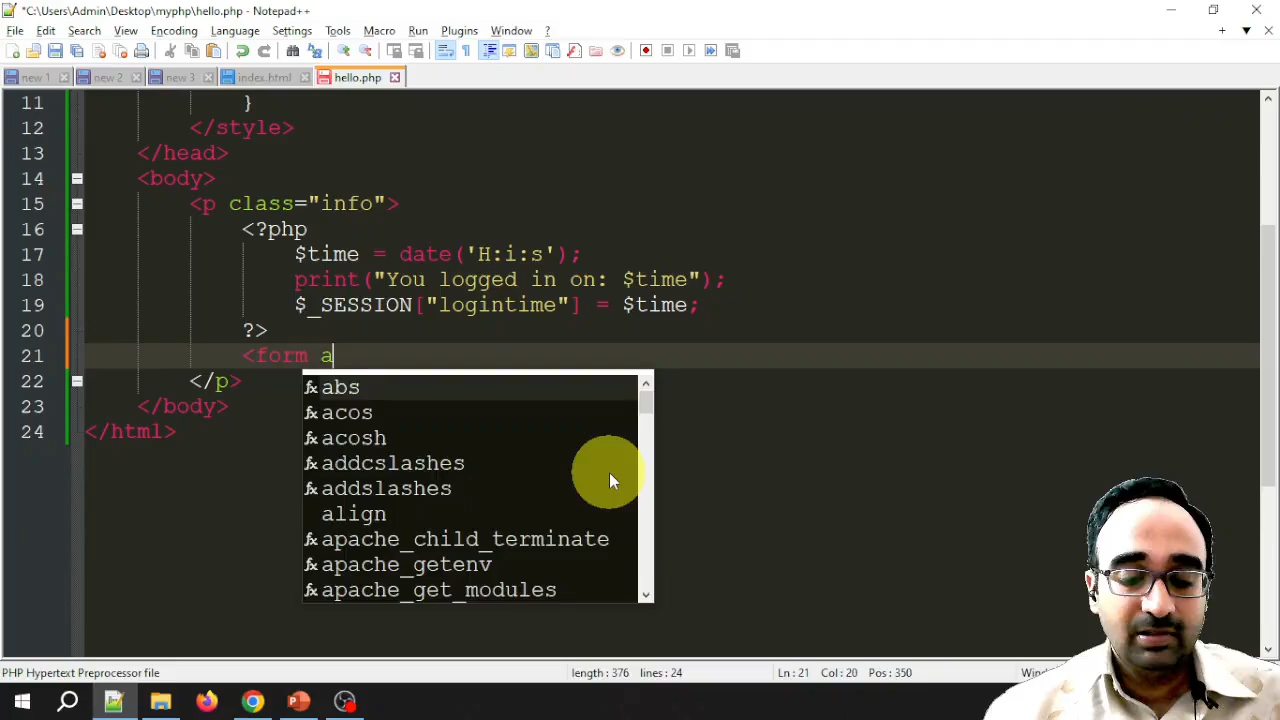 *C:\Users\Admin\Desktop\myphp\hello.php - Notepad++
File Edit Search View Encoding Language Settings Tools Macro Run Plugins Window ?
new 1 new 2 new 3 index.html hello.php
11 }
12 </style>
13 </head>
14 <body>
15 <p class="info">
16 <?php
17 $time = date('H:i:s');
18 print("You logged in on: $time");
19 $_SESSION["logintime"] = $time;
20 ?>
21 <form a
22 </p>
23 </body>
24 </html>
abs
acos
acosh
addcslashes
addslashes
align
apache_child_terminate
apache_getenv
apache_get_modules
PHP Hypertext Preprocessor file length : 376 lines : 24 Ln : 21 Col : 20 Pos : 350